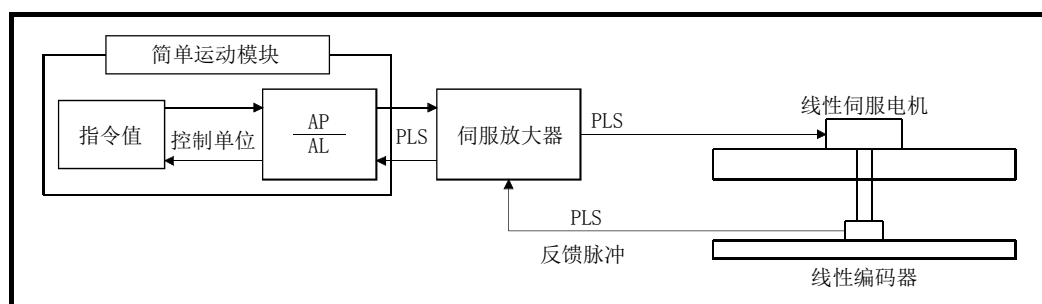 简单运动模块
指令值
控制单位
AP
AL
PLS
伺服放大器
PLS
线性伺服电机
PLS
反馈脉冲
线性编码器